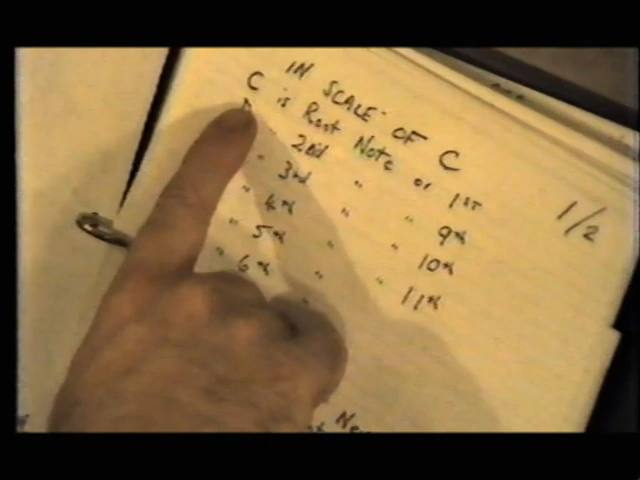 IN SCALE OF C
C is Root Note or 1ST
" 2nd " " 9th
" 3rd " " 10th
" 4th " " 11th
" 5th "
" 6th "
1/2